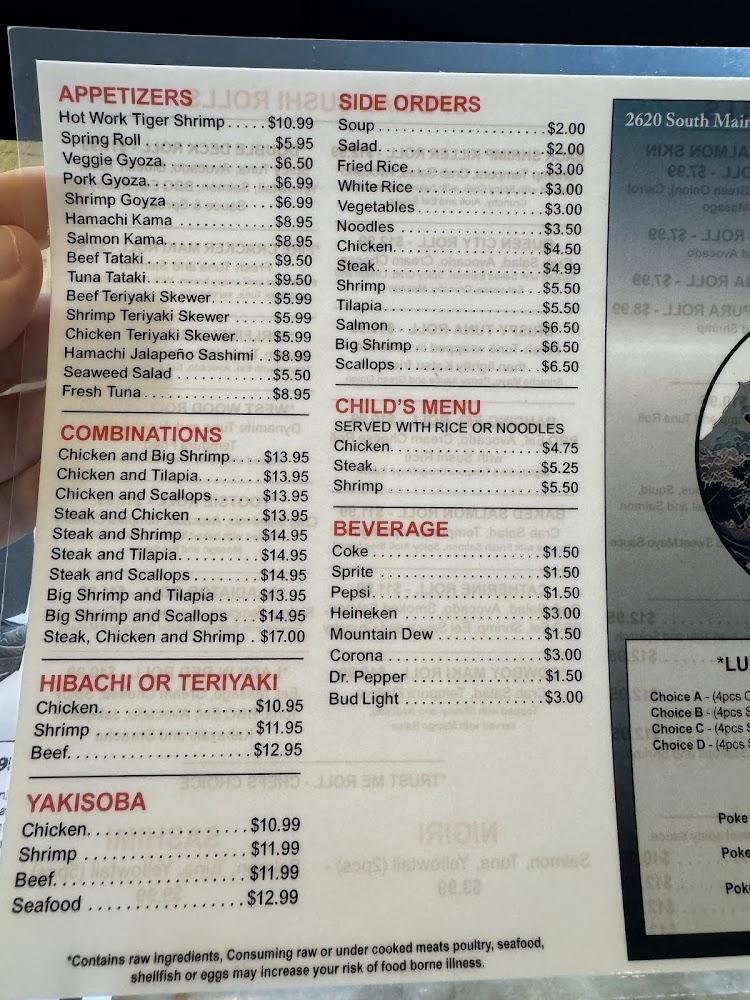 APPETIZERS
Hot Work Tiger Shrimp.....$10.99
Spring Roll....................$5.95
Veggie Gyoza.................$6.50
Pork Gyoza...................$6.99
Shrimp Goyza................$6.99
Hamachi Kama...............$8.95
Salmon Kama................$8.95
Beef Tataki...................$9.50
Tuna Tataki...................$9.50
Beef Teriyaki Skewer.......$5.99
Shrimp Teriyaki Skewer.....$5.99
Chicken Teriyaki Skewer....$5.99
Hamachi Jalapeño Sashimi..$8.99
Seaweed Salad..............$5.50
Fresh Tuna...................$8.95
COMBINATIONS
Chicken and Big Shrimp....$13.95
Chicken and Tilapia........$13.95
Chicken and Scallops......$13.95
Steak and Chicken.........$13.95
Steak and Shrimp..........$14.95
Steak and Tilapia...........$14.95
Steak and Scallops.........$14.95
Big Shrimp and Tilapia.....$13.95
Big Shrimp and Scallops...$14.95
Steak, Chicken and Shrimp.$17.00
HIBACHI OR TERIYAKI
Chicken....................$10.95
Shrimp.....................$11.95
Beef........................$12.95
YAKISOBA
Chicken....................$10.99
Shrimp.....................$11.99
Beef........................$11.99
Seafood....................$12.99
SIDE ORDERS
Soup........................$2.00
Salad.......................$2.00
Fried Rice..................$3.00
White Rice.................$3.00
Vegetables.................$3.00
Noodles....................$3.50
Chicken....................$4.50
Steak.......................$4.99
Shrimp.....................$5.50
Tilapia......................$5.50
Salmon.....................$6.50
Big Shrimp.................$6.50
Scallops....................$6.50
CHILD'S MENU
SERVED WITH RICE OR NOODLES
Chicken....................$4.75
Steak.......................$5.25
Shrimp.....................$5.50
BEVERAGE
Coke.......................$1.50
Sprite.......................$1.50
Pepsi.......................$1.50
Heineken...................$3.00
Mountain Dew.............$1.50
Corona.....................$3.00
Dr. Pepper.................$1.50
Bud Light...................$3.00
*Contains raw ingredients, Consuming raw or under cooked meats poultry, seafood,
shellfish or eggs may increase your risk of food borne illness.
2620 South Main
*LU
Choice A - (4pcs
Choice B - (4pcs
Choice C - (4pcs
Choice D - (4pcs
Poke
Poke
Pok